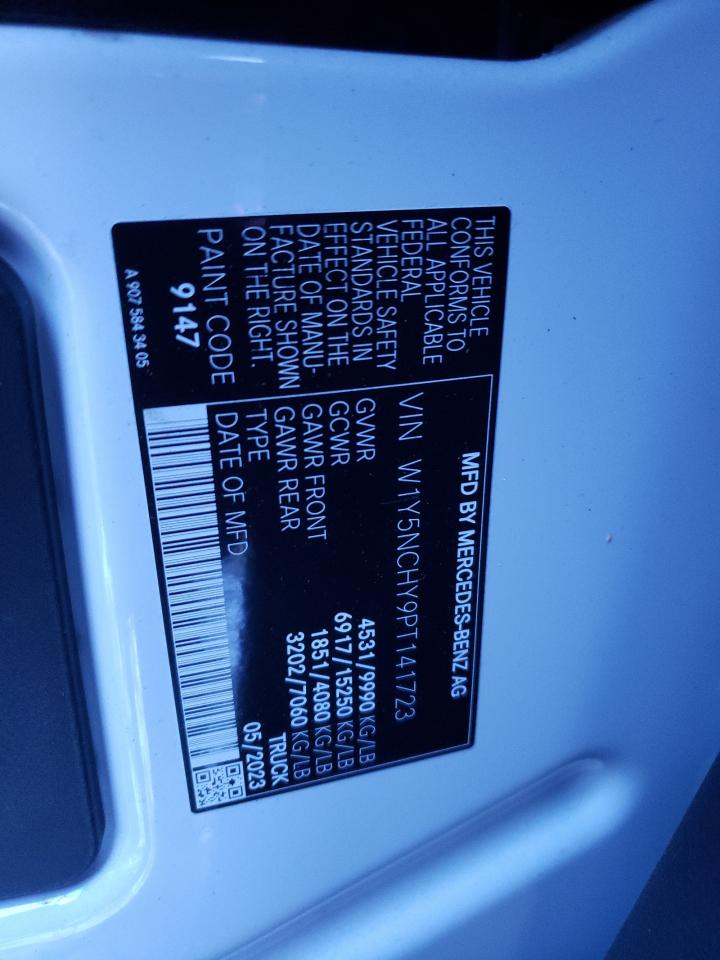 THIS VEHICLE
CONFORMS TO
ALL APPLICABLE
FEDERAL
VEHICLE SAFETY
STANDARDS IN
EFFECT ON THE
DATE OF MANU-
FACTURE SHOWN
ON THE RIGHT.
PAINT CODE
9147
A 907 584 34 05
MFD BY MERCEDES-BENZ AG
VIN W1Y5NCHY9PT141723
GVWR 4531/9990 KG/LB
GCWR 6917/15250 KG/LB
GAWR FRONT 1851/4080 KG/LB
GAWR REAR 3202/7060 KG/LB
TYPE TRUCK
DATE OF MFD 05/2023